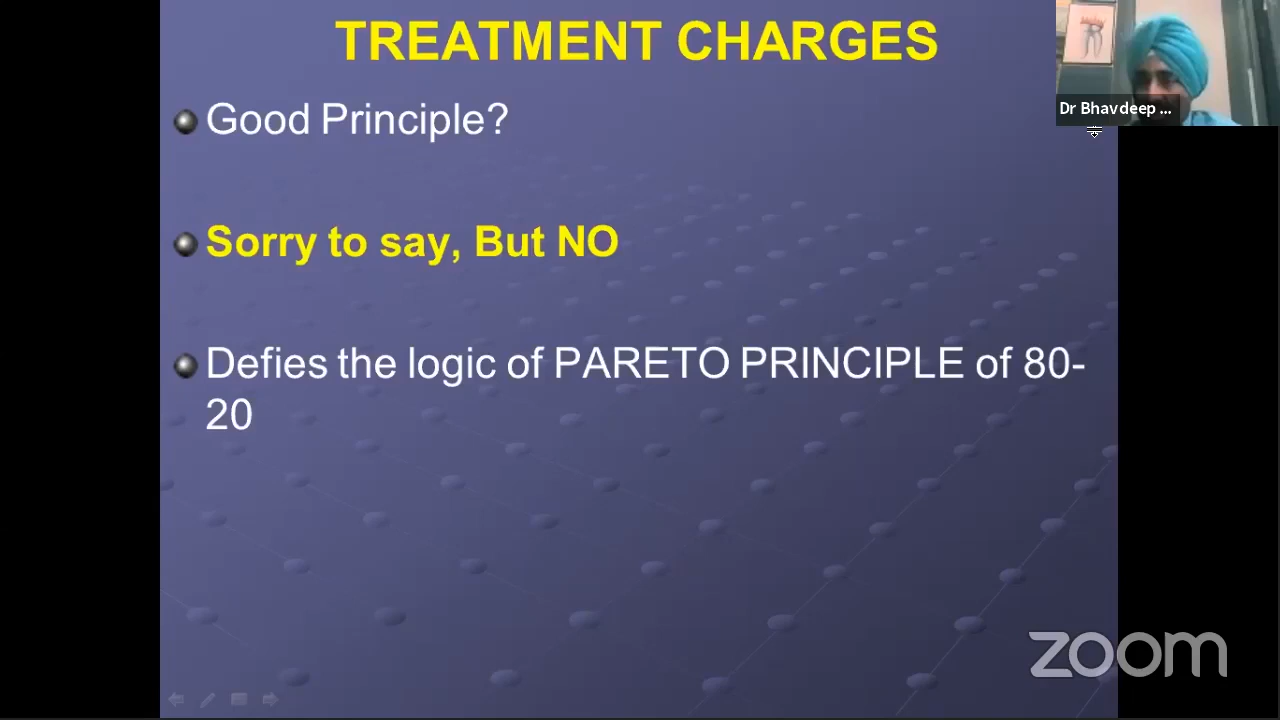 TREATMENT CHARGES
Good Principle?
Sorry to say, But NO
Defies the logic of PARETO PRINCIPLE of 80-
20
Dr Bhavdeep ...
zoom